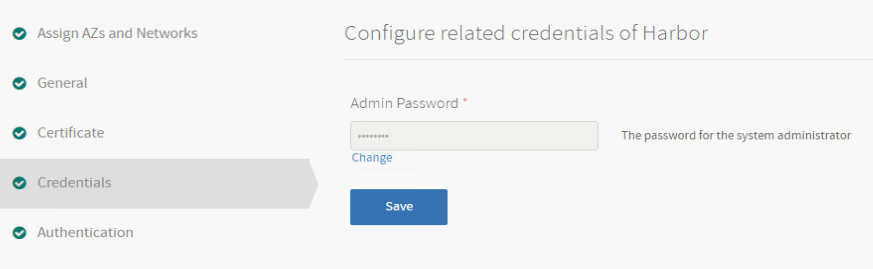 Assign AZs and Networks
General
Certificate
Credentials
Authentication
Configure related credentials of Harbor
Admin Password *
••••••••
The password for the system administrator
Change
Save